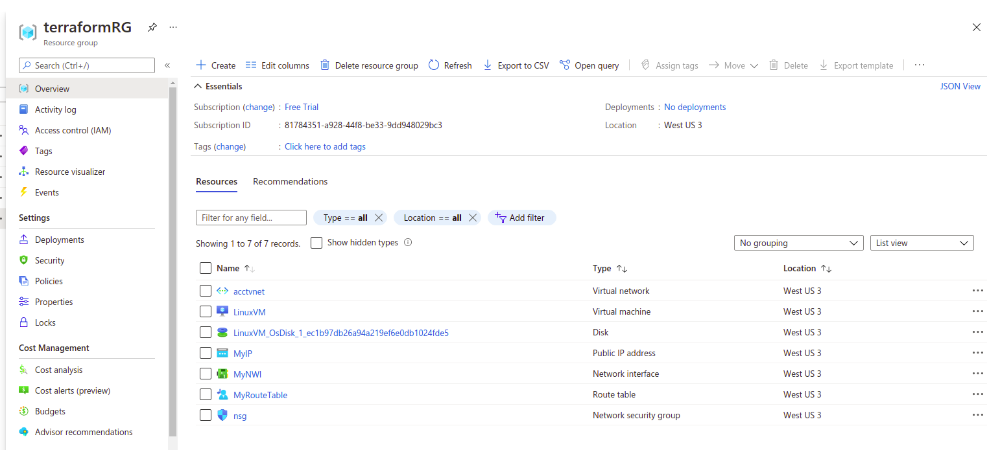 terraformRG
Resource group
Search (Ctrl+/)
Overview
Activity log
Access control (IAM)
Tags
Resource visualizer
Events
Settings
Deployments
Security
Policies
Properties
Locks
Cost Management
Cost analysis
Cost alerts (preview)
Budgets
Advisor recommendations
Create Edit columns Delete resource group Refresh Export to CSV Open query Assign tags Move Delete Export template
Essentials JSON View
Subscription (change) : Free Trial Deployments : No deployments
Subscription ID : 81784351-a928-44f8-be33-9dd948029bc3 Location : West US 3
Tags (change) : Click here to add tags
Resources Recommendations
Filter for any field... Type == all Location == all Add filter
Showing 1 to 7 of 7 records. Show hidden types No grouping List view
Name Type Location
acctvnet Virtual network West US 3
LinuxVM Virtual machine West US 3
LinuxVM_OsDisk_1_ec1b97db26a94a219ef6e0db1024fde5 Disk West US 3
MyIP Public IP address West US 3
MyNWI Network interface West US 3
MyRouteTable Route table West US 3
nsg Network security group West US 3